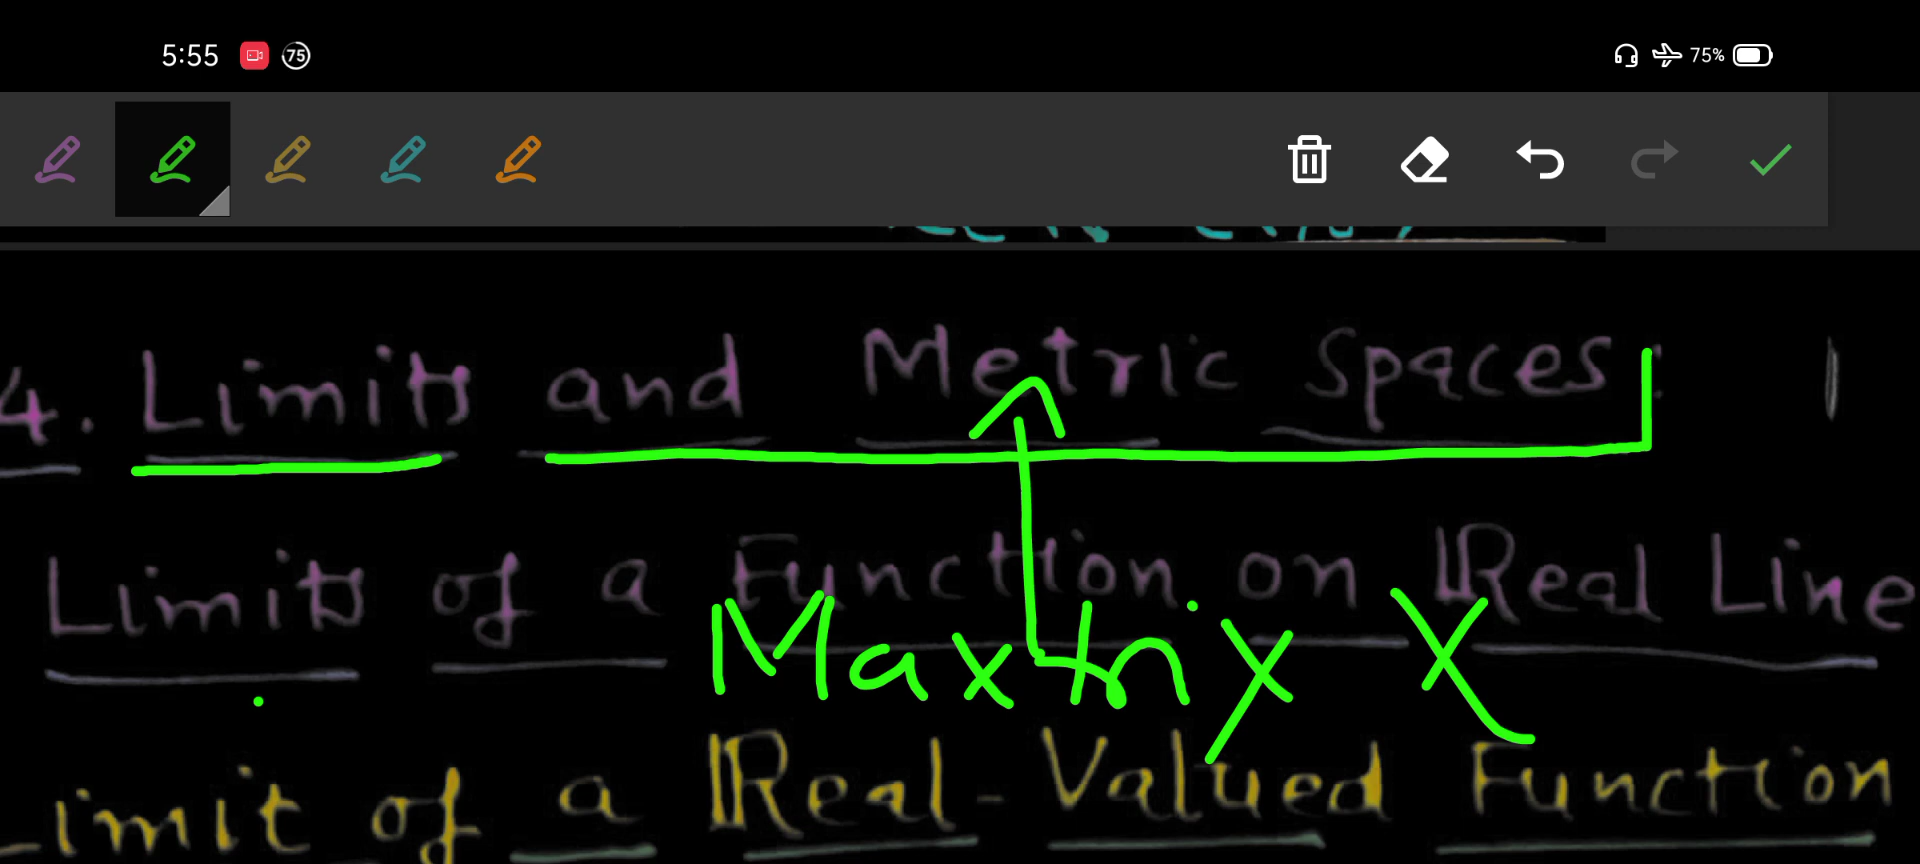 5:55 75 75%
4. Limits and Metric Spaces:
Limits of a Function on Real Line
X
Limit of a Real-Valued Function